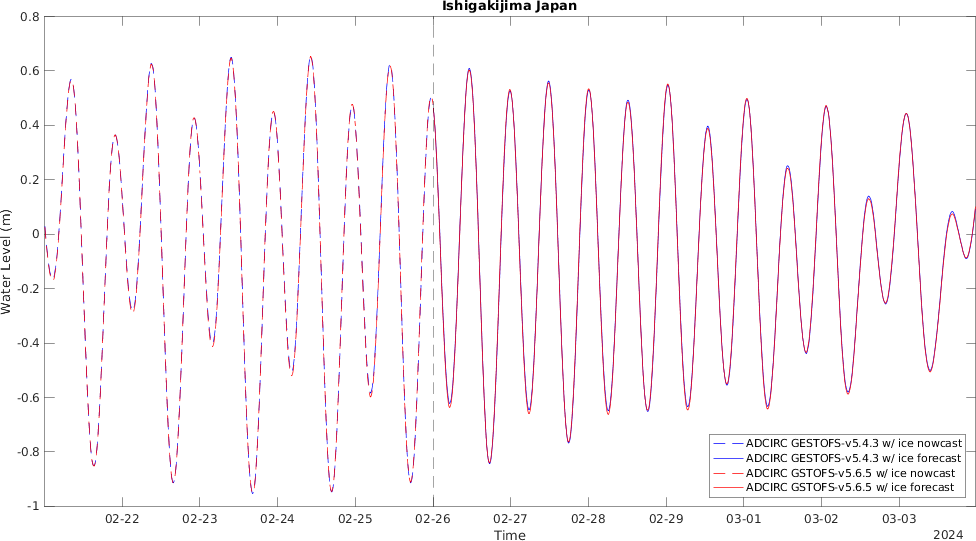 Ishigakijima Japan
0.8
0.6
0.4
0.2
0
-0.2
-0.4
-0.6
-0.8
-1
Water Level (m)
ADCIRC GESTOFS-v5.4.3 w/ ice nowcast
ADCIRC GESTOFS-v5.4.3 w/ ice forecast
ADCIRC GSTOFS-v5.6.5 w/ ice nowcast
ADCIRC GSTOFS-v5.6.5 w/ ice forecast
02-22 02-23 02-24 02-25 02-26 02-27 02-28 02-29 03-01 03-02 03-03
Time
2024